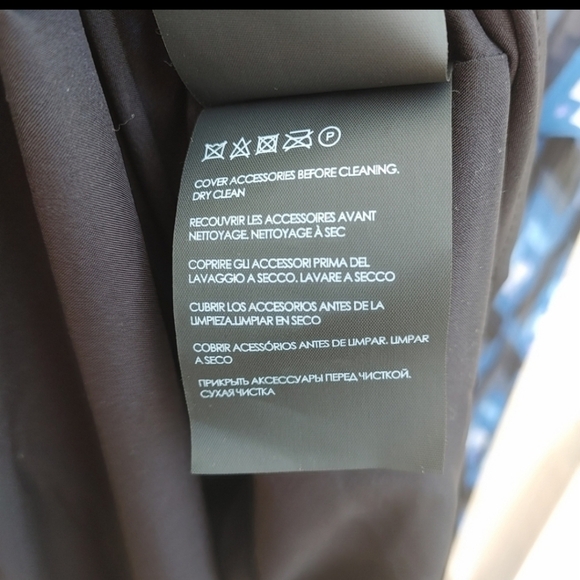 P
COVER ACCESSORIES BEFORE CLEANING.
DRY CLEAN
RECOUVRIR LES ACCESSOIRES AVANT
NETTOYAGE. NETTOYAGE À SEC
COPRIRE GLI ACCESSORI PRIMA DEL
LAVAGGIO A SECCO. LAVARE A SECCO
CUBRIR LOS ACCESORIOS ANTES DE LA
LIMPIEZA.LIMPIAR EN SECO
COBRIR ACESSÓRIOS ANTES DE LIMPAR. LIMPAR
A SECO
ПРИКРЫТЬ АКСЕССУАРЫ ПЕРЕД ЧИСТКОЙ.
СУХАЯ ЧИСТКА